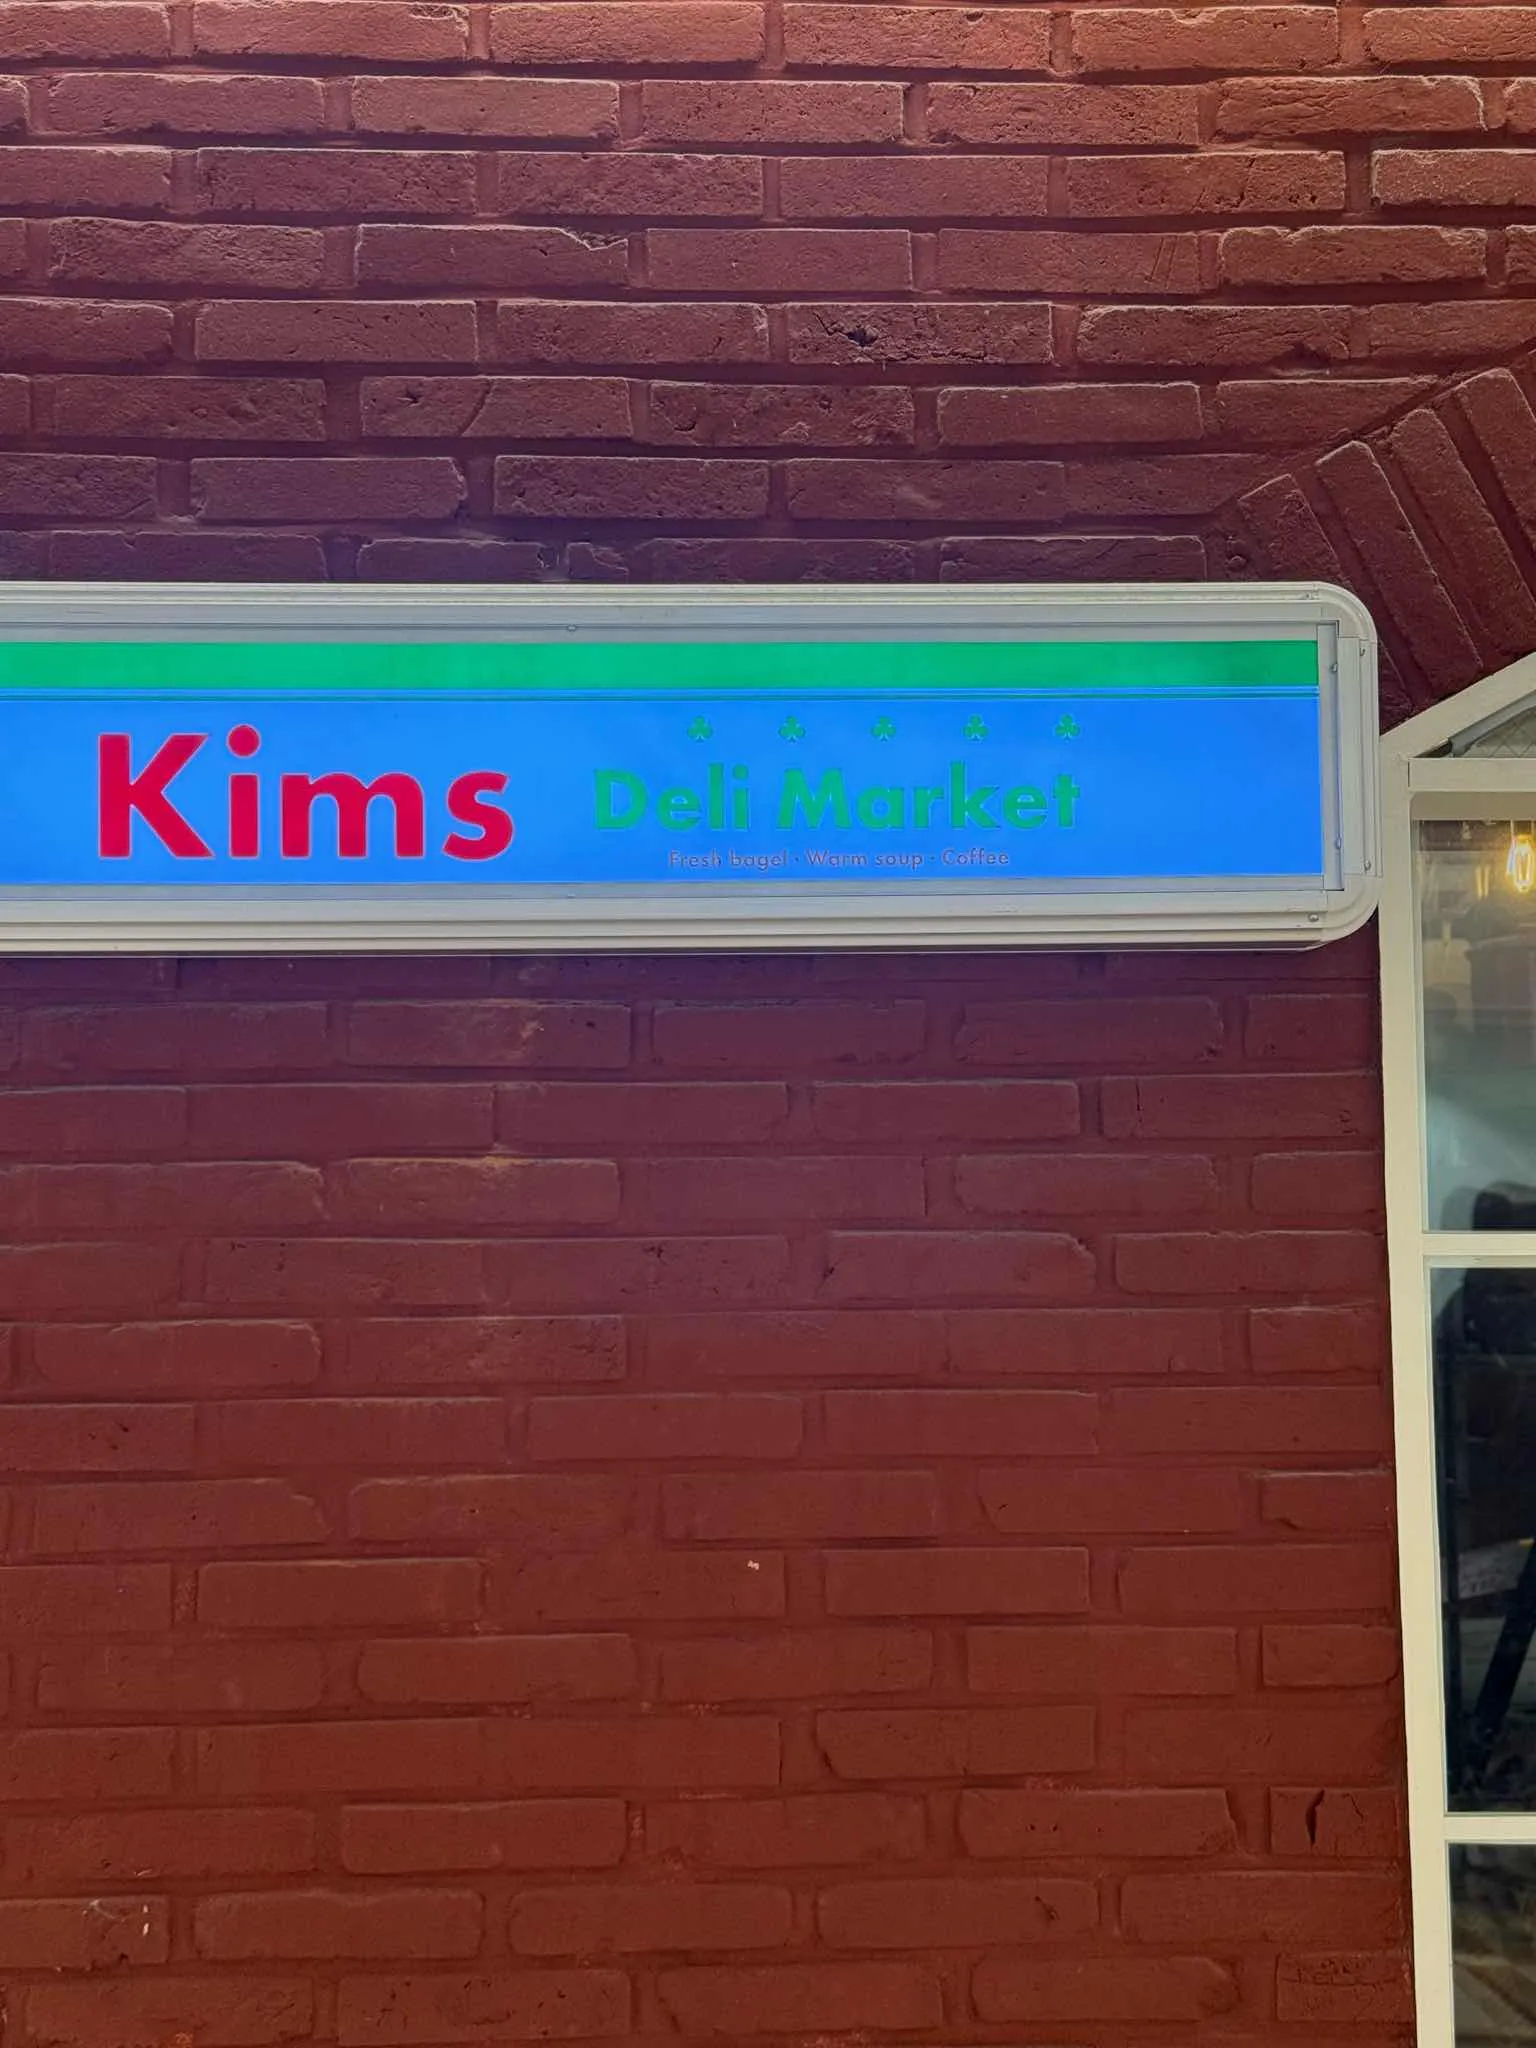 Kims
Deli Market
Fresh bagel · Warm soup · Coffee